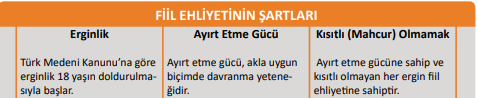 FİİL EHLİYETİNİN ŞARTLARI
Erginlik
Türk Medeni Kanunu'na göre
erginlik 18 yaşın doldurulma-
sıyla başlar.
Ayırt Etme Gücü
Ayırt etme gücü, akla uygun
biçimde davranma yetene-
ğidir.
Kısıtlı (Mahcur) Olmamak
Ayırt etme gücüne sahip ve
kısıtlı olmayan her ergin fiil
ehliyetine sahiptir.